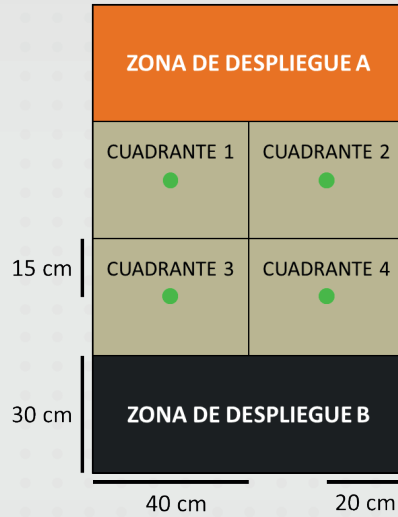 ZONA DE DESPLIEGUE A
CUADRANTE 1
CUADRANTE 2
15 cm
CUADRANTE 3
CUADRANTE 4
30 cm
ZONA DE DESPLIEGUE B
40 cm
20 cm